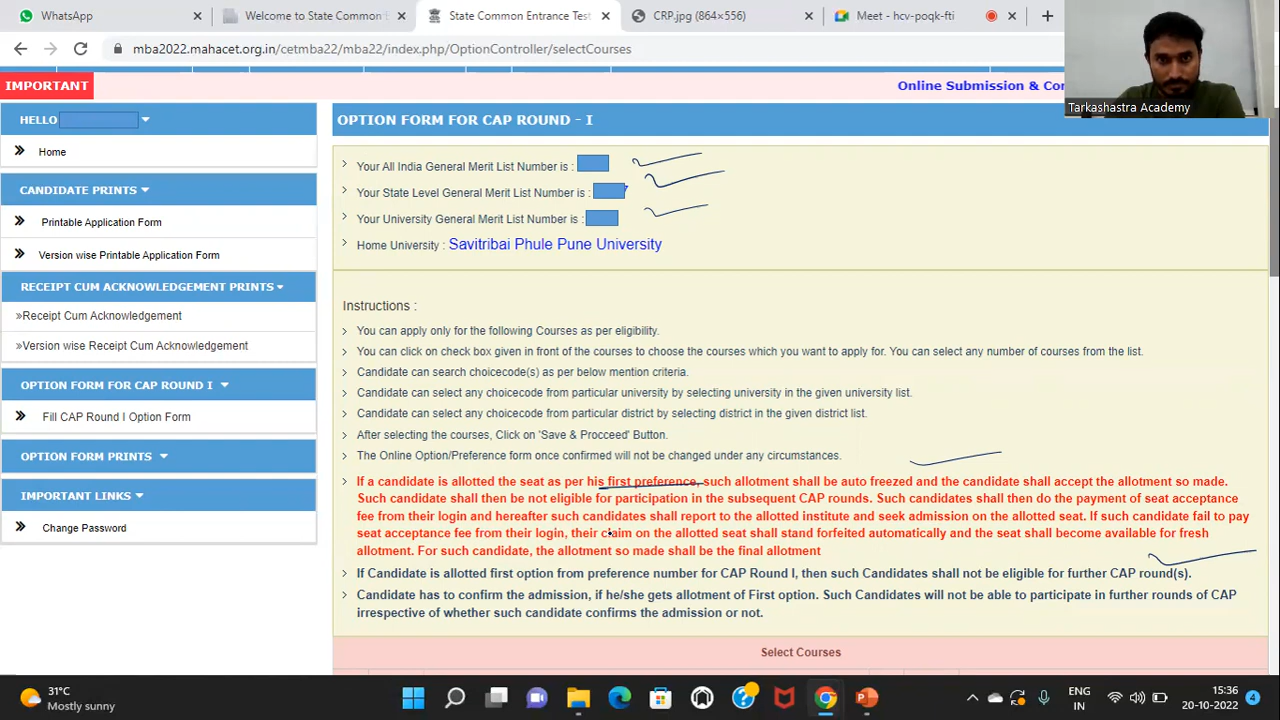 WhatsApp
Welcome to State Common E
State Common Entrance Test
CRP.jpg (864×556)
Meet - hcv-poqk-fti
mba2022.mahacet.org.in/cetmba22/mba22/index.php/OptionController/selectCourses
Tarkashastra Academy
IMPORTANT
Online Submission & Con
HELLO
Home
CANDIDATE PRINTS
Printable Application Form
Version wise Printable Application Form
RECEIPT CUM ACKNOWLEDGEMENT PRINTS
»Receipt Cum Acknowledgement
»Version wise Receipt Cum Acknowledgement
OPTION FORM FOR CAP ROUND I
Fill CAP Round I Option Form
OPTION FORM PRINTS
IMPORTANT LINKS
Change Password
OPTION FORM FOR CAP ROUND - I
Your All India General Merit List Number is :
Your State Level General Merit List Number is :
Your University General Merit List Number is :
Home University : Savitribai Phule Pune University
Instructions :
You can apply only for the following Courses as per eligibility.
You can click on check box given in front of the courses to choose the courses which you want to apply for. You can select any number of courses from the list.
Candidate can search choicecode(s) as per below mention criteria.
Candidate can select any choicecode from particular university by selecting university in the given university list.
Candidate can select any choicecode from particular district by selecting district in the given district list.
After selecting the courses, Click on 'Save & Procceed' Button.
The Online Option/Preference form once confirmed will not be changed under any circumstances.
If a candidate is allotted the seat as per his first preference, such allotment shall be auto freezed and the candidate shall accept the allotment so made.
Such candidate shall then be not eligible for participation in the subsequent CAP rounds. Such candidates shall then do the payment of seat acceptance
fee from their login and hereafter such candidates shall report to the allotted institute and seek admission on the allotted seat. If such candidate fail to pay
seat acceptance fee from their login, their claim on the allotted seat shall stand forfeited automatically and the seat shall become available for fresh
allotment. For such candidate, the allotment so made shall be the final allotment
If Candidate is allotted first option from preference number for CAP Round I, then such Candidates shall not be eligible for further CAP round(s).
Candidate has to confirm the admission, if he/she gets allotment of First option. Such Candidates will not be able to participate in further rounds of CAP
irrespective of whether such candidate confirms the admission or not.
Select Courses
31°C
Mostly sunny
ENG
IN
15:36
20-10-2022
4